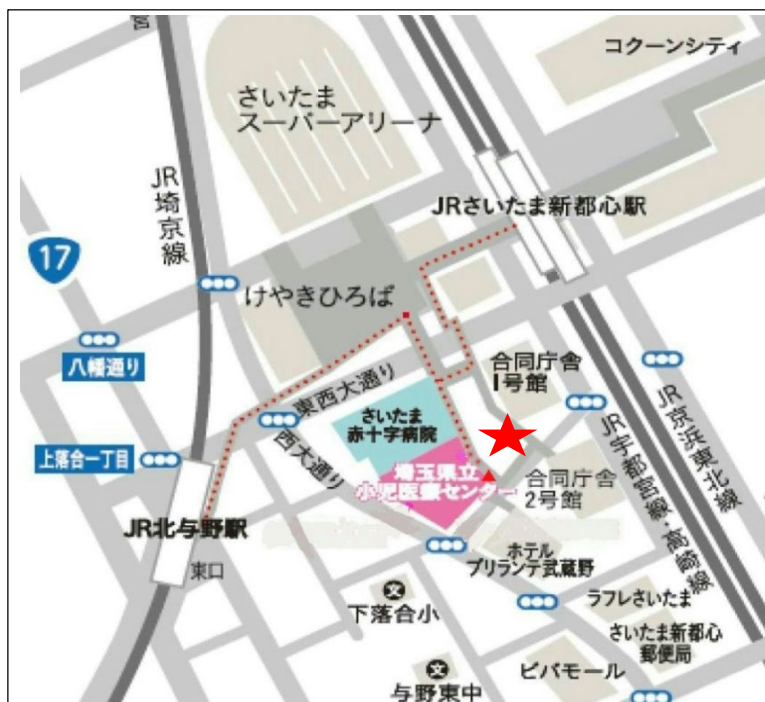 コクーンシティ
さいたま
スーパーアリーナ
JR埼京線
JRさいたま新都心駅
17
けやきひろば
八幡通り
合同庁舎
1号館
東西大通り
さいたま
赤十字病院
JR京浜東北線
上落合一丁目
西大通り
埼玉県立
小児医療センター
合同庁舎
2号館
JR宇都宮線・高崎線
JR北与野駅
東口
ホテル
ブリランテ武蔵野
文
下落合小
ラフレさいたま
さいたま新都心
郵便局
文
与野東中
ビバモール